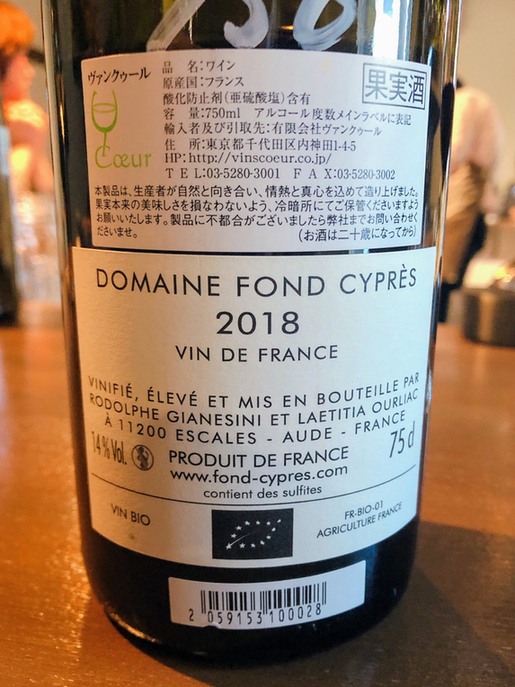 ヴァンクゥール
Cœur
品 名：ワイン
果実酒
原産国：フランス
酸化防止剤（亜硫酸塩）含有
容 量：750ml アルコール度数メインラベルに表記
輸入者及び引取先：有限会社ヴァンクゥール
住 所：東京都千代田区内神田1-4-5
HP:http://vinscoeur.co.jp/
TEL:03-5280-3001 FAX:03-5280-3002
本製品は、生産者が自然と向き合い、情熱と真心を込めて造り上げました。
果実本来の美味しさを損なわないよう、冷暗所にてご保管くださいますよう
お願いいたします。製品に不都合がございましたら弊社までお問い合わせく
ださいませ。 （お酒は二十歳になってから）
DOMAINE FOND CYPRÈS
2018
VIN DE FRANCE
VINIFIÉ, ÉLEVÉ ET MIS EN BOUTEILLE PAR
RODOLPHE GIANESINI ET LAETITIA OURLIAC
À 11200 ESCALES - AUDE - FRANCE
14 % Vol.
PRODUIT DE FRANCE
75 cl
www.fond-cypres.com
contient des sulfites
VIN BIO
FR-BIO-01
AGRICULTURE FRANCE
2 059153 100028